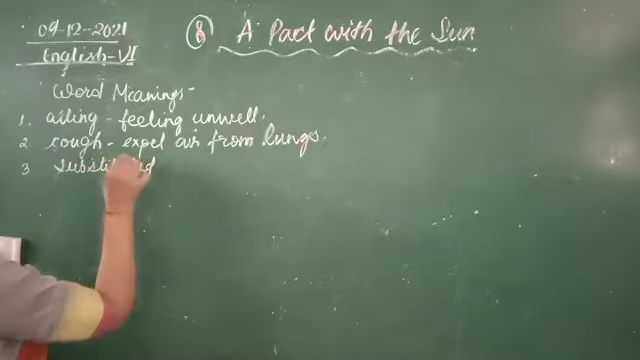 09-12-2021
English-VI
⑧ A Pact with the Sun
Word Meanings-
1. ailing - feeling unwell.
2. cough - expel air from lungs.
3